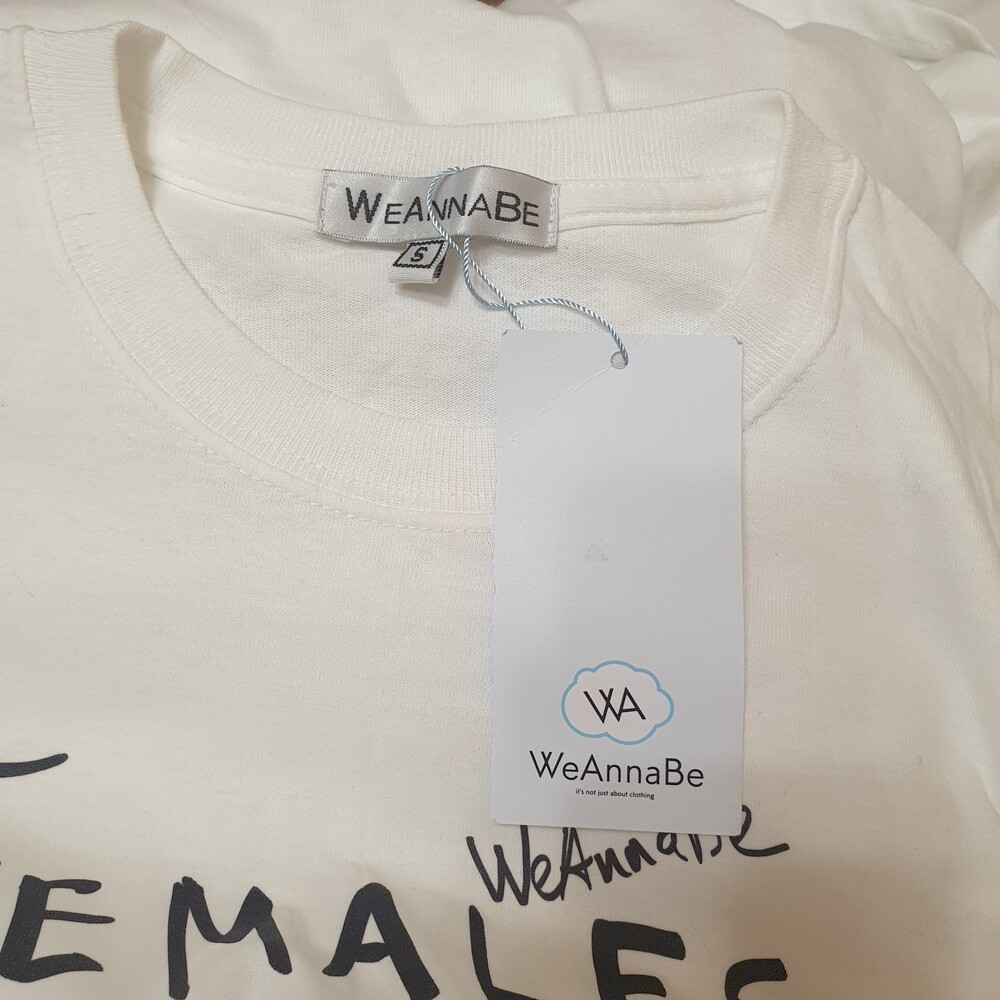 WEANNABE
S
WA
WeAnnaBe
it's not just about clothing
WeAnnaBe
EMALES